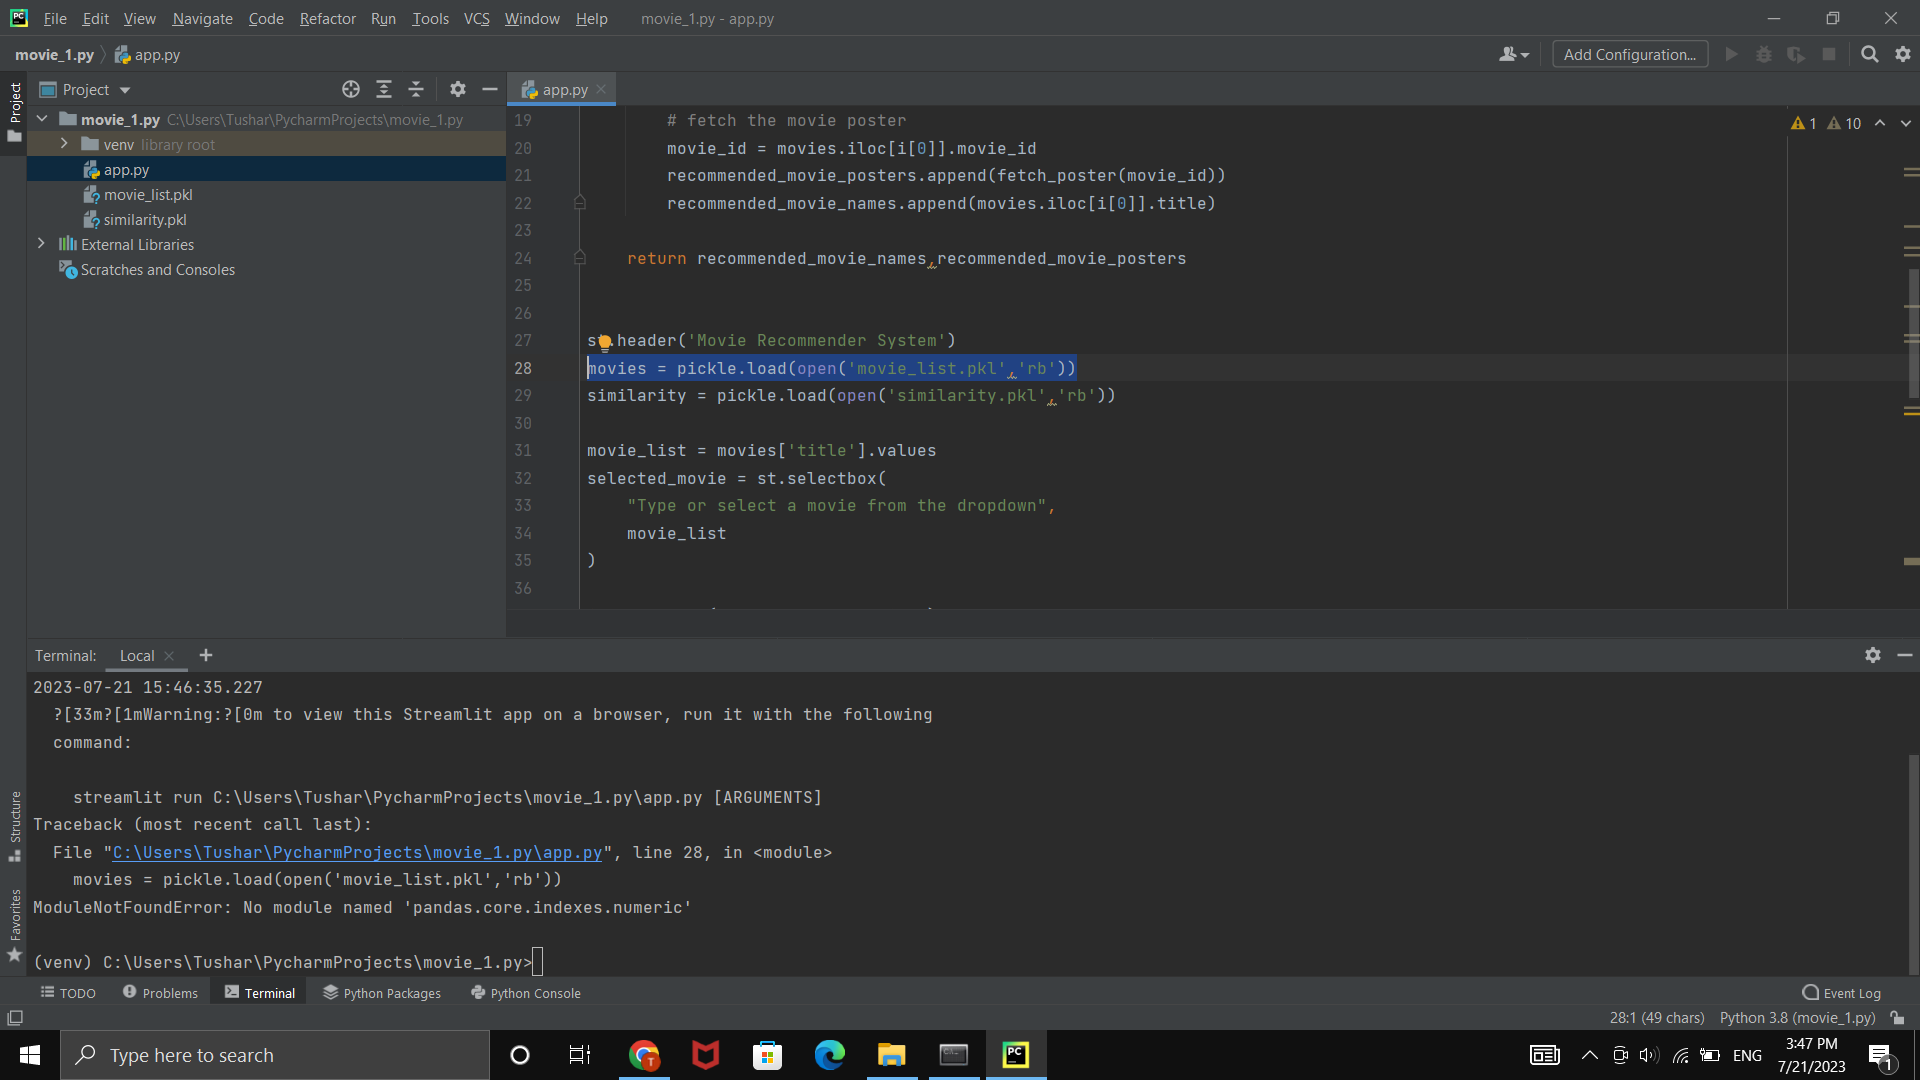 File Edit View Navigate Code Refactor Run Tools VCS Window Help movie_1.py - app.py
movie_1.py app.py Add Configuration...
Project
Project
app.py
movie_1.py C:\Users\Tushar\PycharmProjects\movie_1.py
venv library root
app.py
movie_list.pkl
similarity.pkl
External Libraries
Scratches and Consoles
1 10
19 # fetch the movie poster
20 movie_id = movies.iloc[i[0]].movie_id
21 recommended_movie_posters.append(fetch_poster(movie_id))
22 recommended_movie_names.append(movies.iloc[i[0]].title)
23
24 return recommended_movie_names,recommended_movie_posters
25
26
27 st.header('Movie Recommender System')
28 movies = pickle.load(open('movie_list.pkl','rb'))
29 similarity = pickle.load(open('similarity.pkl','rb'))
30
31 movie_list = movies['title'].values
32 selected_movie = st.selectbox(
33 "Type or select a movie from the dropdown",
34 movie_list
35 )
36
Terminal: Local
2023-07-21 15:46:35.227
?[33m?[1mWarning:?[0m to view this Streamlit app on a browser, run it with the following
command:
streamlit run C:\Users\Tushar\PycharmProjects\movie_1.py\app.py [ARGUMENTS]
Traceback (most recent call last):
File "C:\Users\Tushar\PycharmProjects\movie_1.py\app.py", line 28, in <module>
movies = pickle.load(open('movie_list.pkl','rb'))
ModuleNotFoundError: No module named 'pandas.core.indexes.numeric'
(venv) C:\Users\Tushar\PycharmProjects\movie_1.py>
Structure
Favorites
TODO Problems Terminal Python Packages Python Console Event Log
28:1 (49 chars) Python 3.8 (movie_1.py)
Type here to search
ENG
3:47 PM
7/21/2023
1